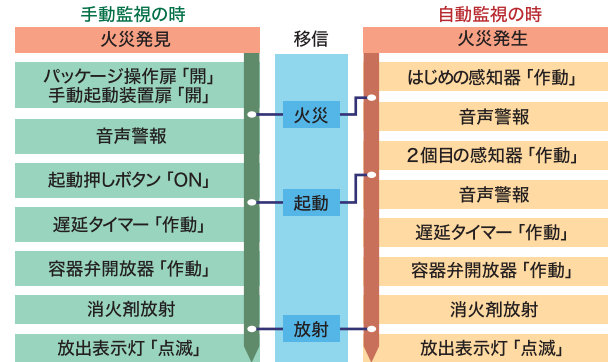 手動監視の時
火災発見
パッケージ操作扉「開」
手動起動装置扉「開」
音声警報
起動押しボタン「ON」
遅延タイマー「作動」
容器弁開放器「作動」
消火剤放射
放出表示灯「点滅」
移信
火災
起動
放射
自動監視の時
火災発生
はじめの感知器「作動」
音声警報
2個目の感知器「作動」
音声警報
遅延タイマー「作動」
容器弁開放器「作動」
消火剤放射
放出表示灯「点滅」